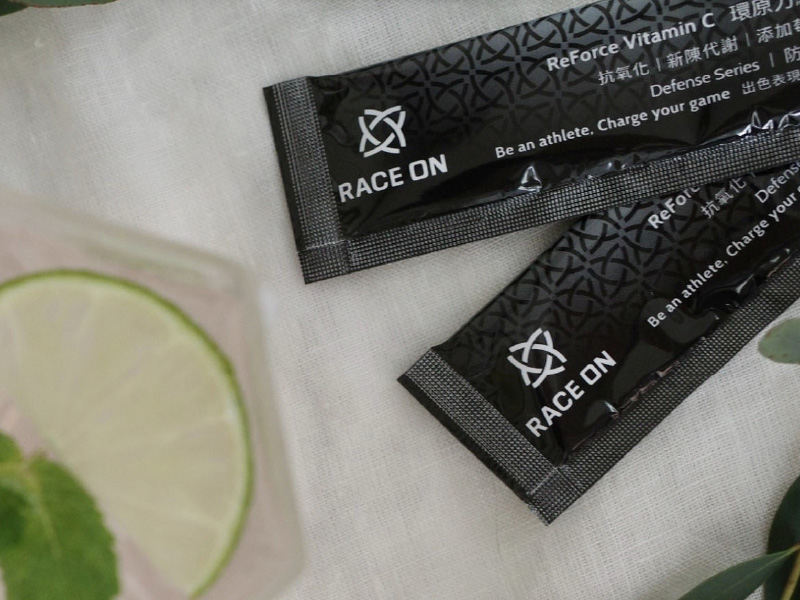 ReForce Vitamin C 環原力
抗氧化 | 新陳代謝 | 添加
Defense Series | 防
Be an athlete, Charge your game 出色表現
RACE ON
ReForc
抗氧化
Defens
Be an athlete, Charge your
RACE ON